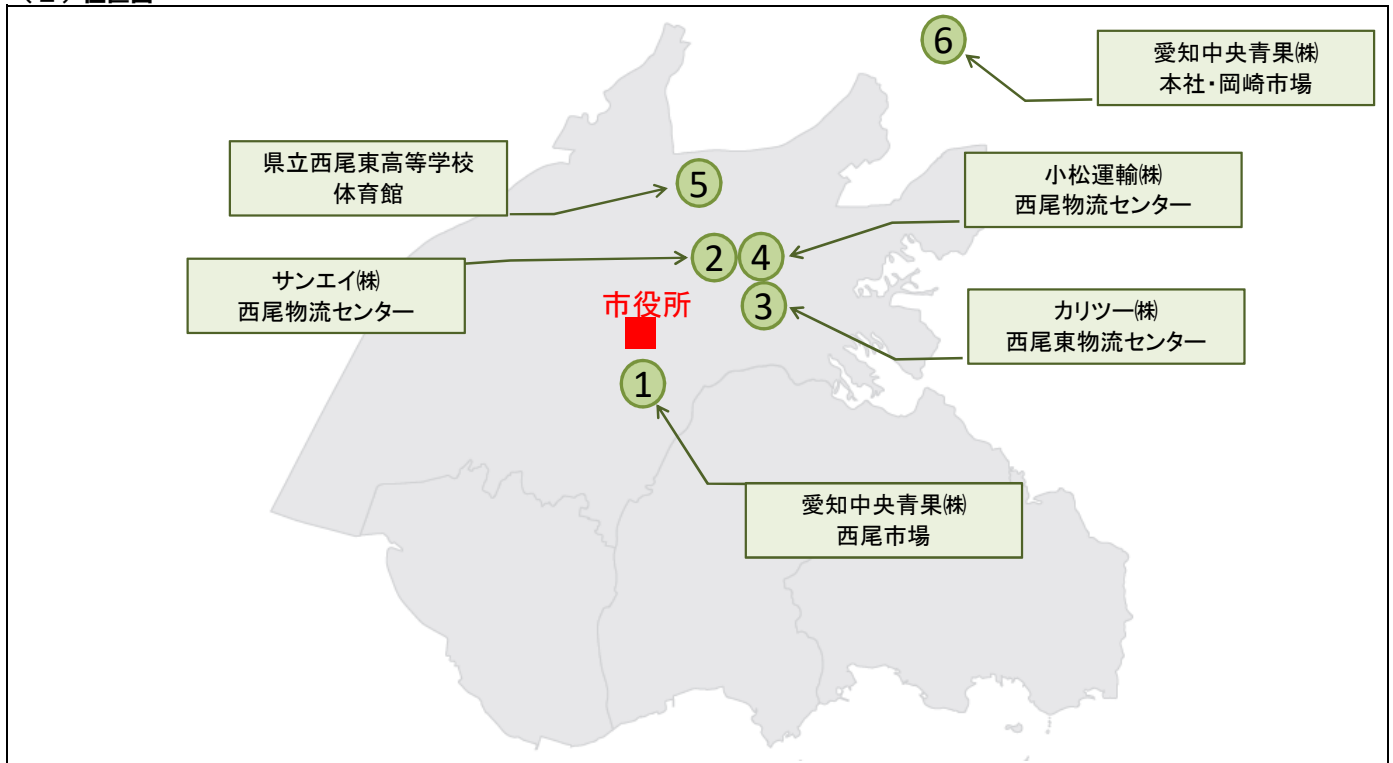 6
愛知中央青果㈱
本社・岡崎市場
県立西尾東高等学校
体育館
5
小松運輸㈱
西尾物流センター
サンエイ㈱
西尾物流センター
2
4
市役所
3
カリツー㈱
西尾東物流センター
1
愛知中央青果㈱
西尾市場